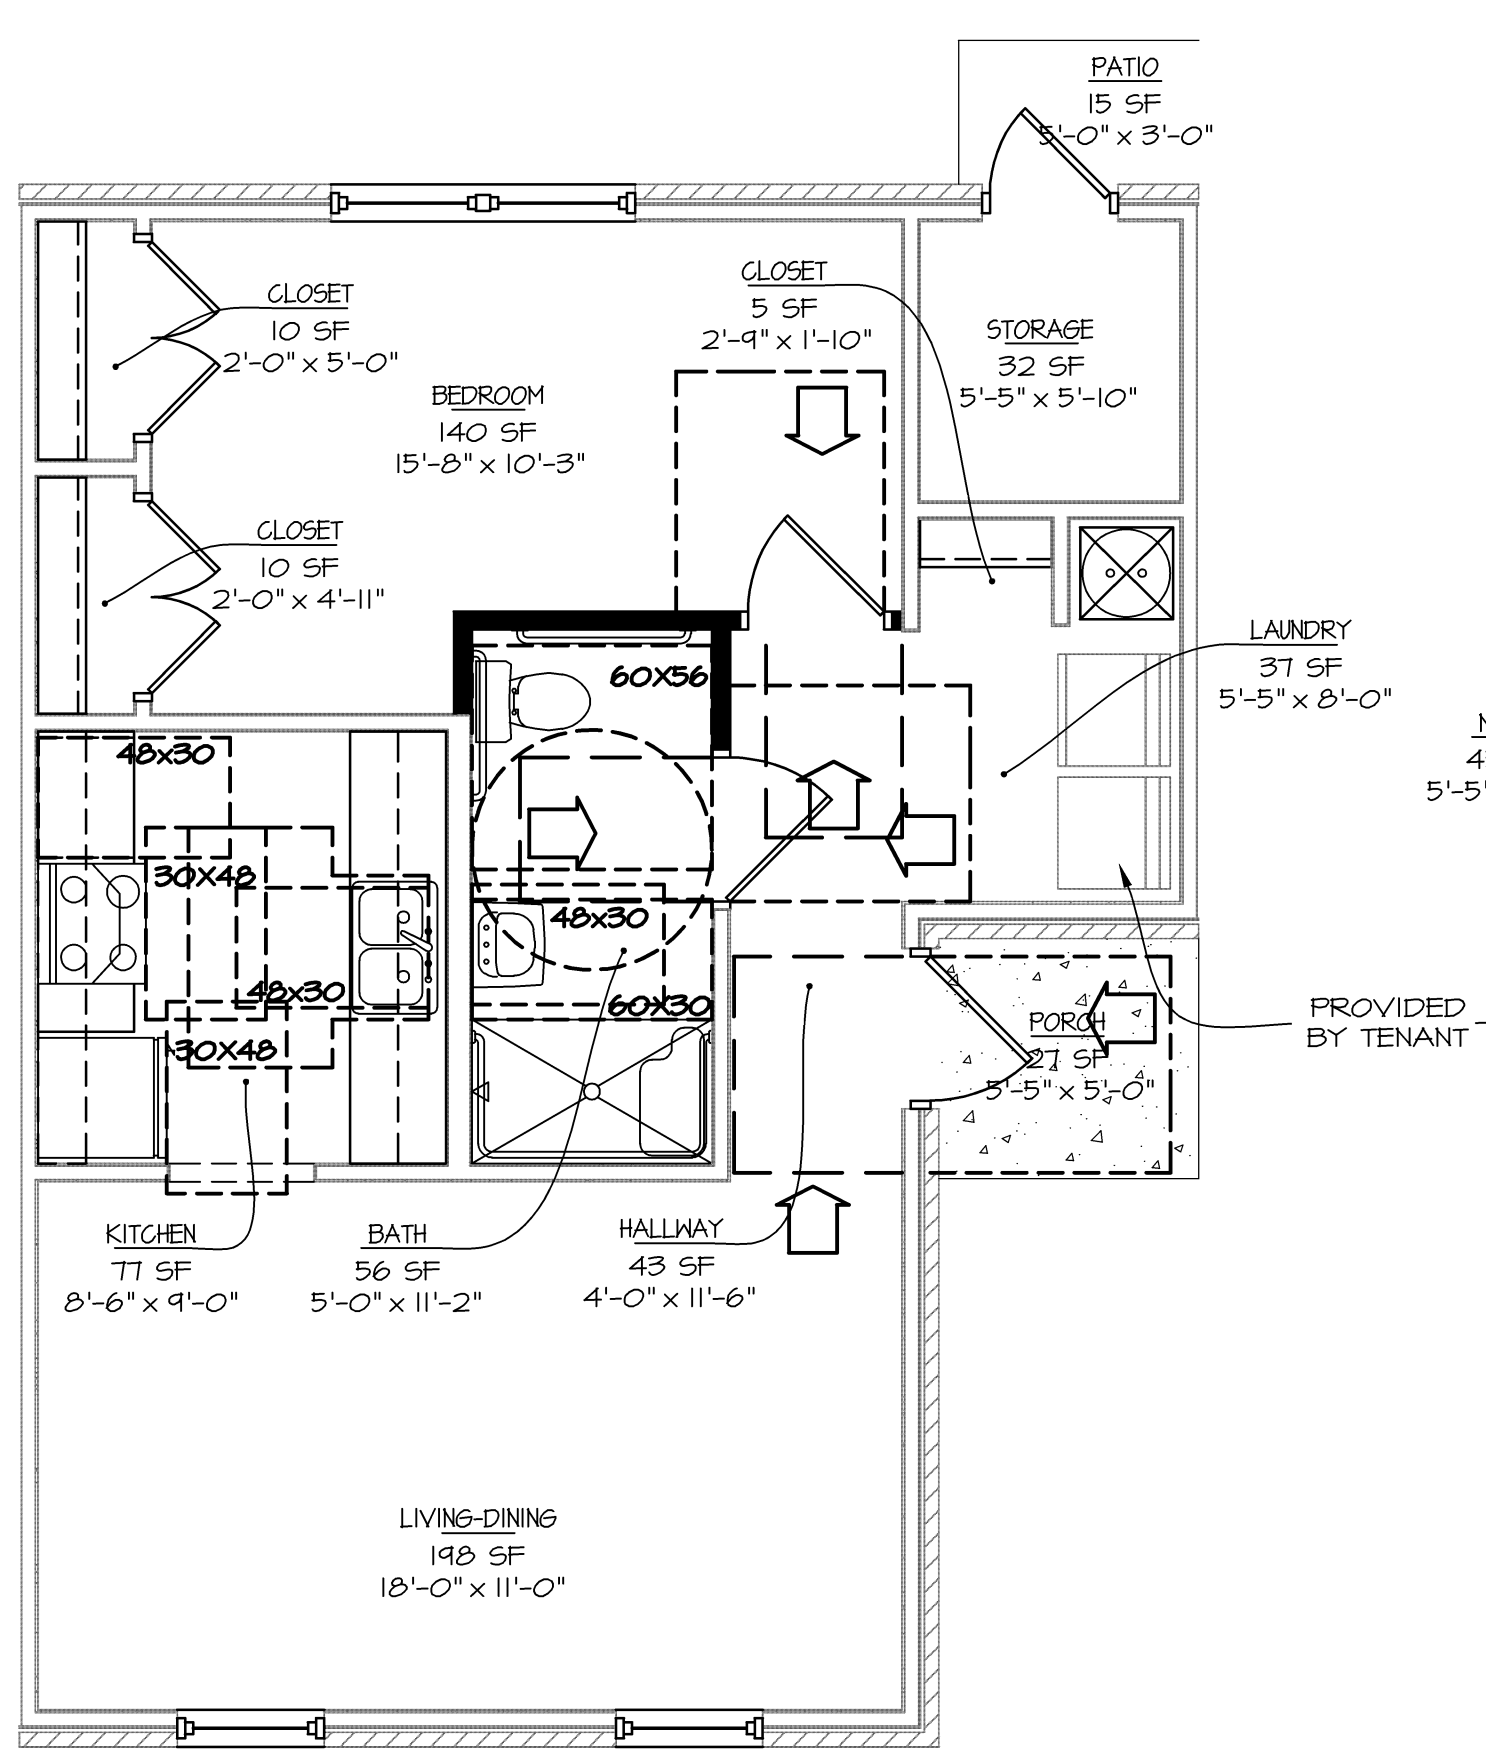 PATIO
15 SF
5'-0" x 3'-0"
CLOSET
10 SF
2'-0" x 5'-0"
CLOSET
5 SF
2'-9" x 1'-10"
STORAGE
32 SF
5'-5" x 5'-10"
BEDROOM
140 SF
15'-8" x 10'-3"
CLOSET
10 SF
2'-0" x 4'-11"
LAUNDRY
37 SF
5'-5" x 8'-0"
60X56
48x30
30X48
48x30
48x30
60X30
30X48
5'-5"
PORCH
27 SF
5'-5" x 5'-0"
PROVIDED
BY TENANT
KITCHEN
77 SF
8'-6" x 9'-0"
BATH
56 SF
5'-0" x 11'-2"
HALLWAY
43 SF
4'-0" x 11'-6"
LIVING-DINING
198 SF
18'-0" x 11'-0"